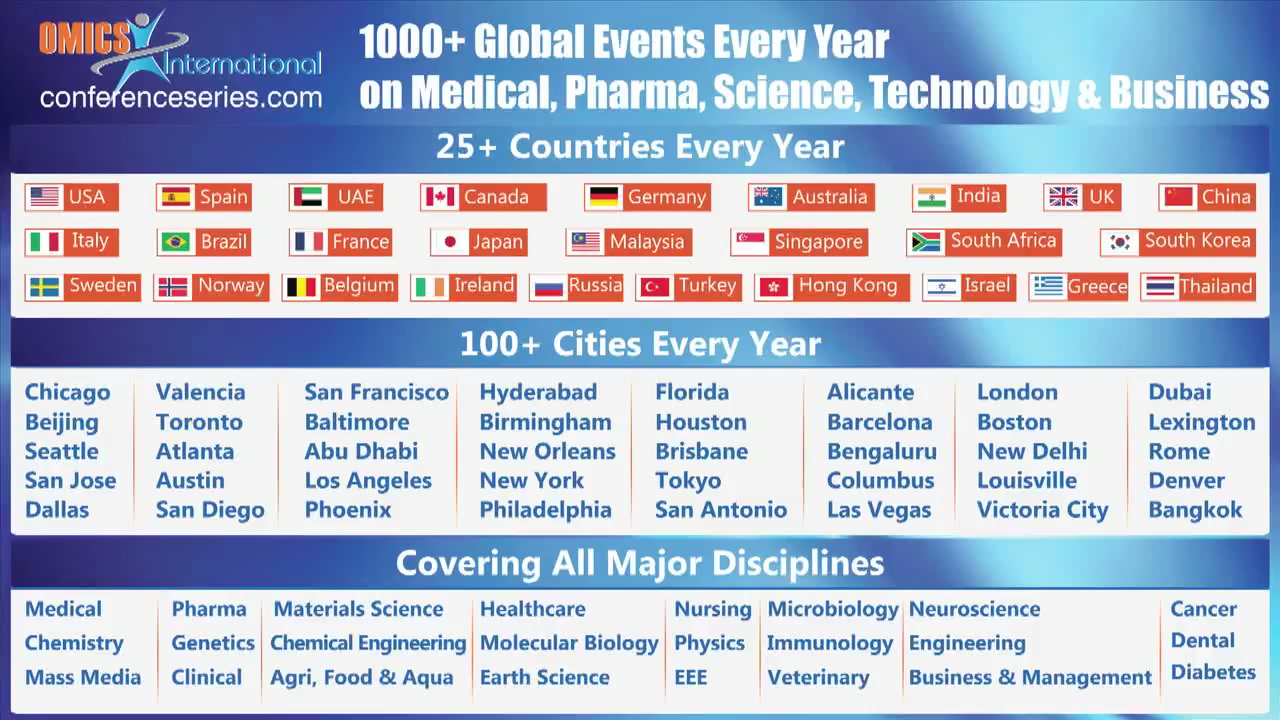 OMICS International
conferenceseries.com
1000+ Global Events Every Year
on Medical, Pharma, Science, Technology & Business
25+ Countries Every Year
USA Spain UAE Canada Germany Australia India UK China
Italy Brazil France Japan Malaysia Singapore South Africa South Korea
Sweden Norway Belgium Ireland Russia Turkey Hong Kong Israel Greece Thailand
100+ Cities Every Year
Chicago Valencia San Francisco Hyderabad Florida Alicante London Dubai
Beijing Toronto Baltimore Birmingham Houston Barcelona Boston Lexington
Seattle Atlanta Abu Dhabi New Orleans Brisbane Bengaluru New Delhi Rome
San Jose Austin Los Angeles New York Tokyo Columbus Louisville Denver
Dallas San Diego Phoenix Philadelphia San Antonio Las Vegas Victoria City Bangkok
Covering All Major Disciplines
Medical Pharma Materials Science Healthcare Nursing Microbiology Neuroscience Cancer
Chemistry Genetics Chemical Engineering Molecular Biology Physics Immunology Engineering Dental
Mass Media Clinical Agri, Food & Aqua Earth Science EEE Veterinary Business & Management Diabetes